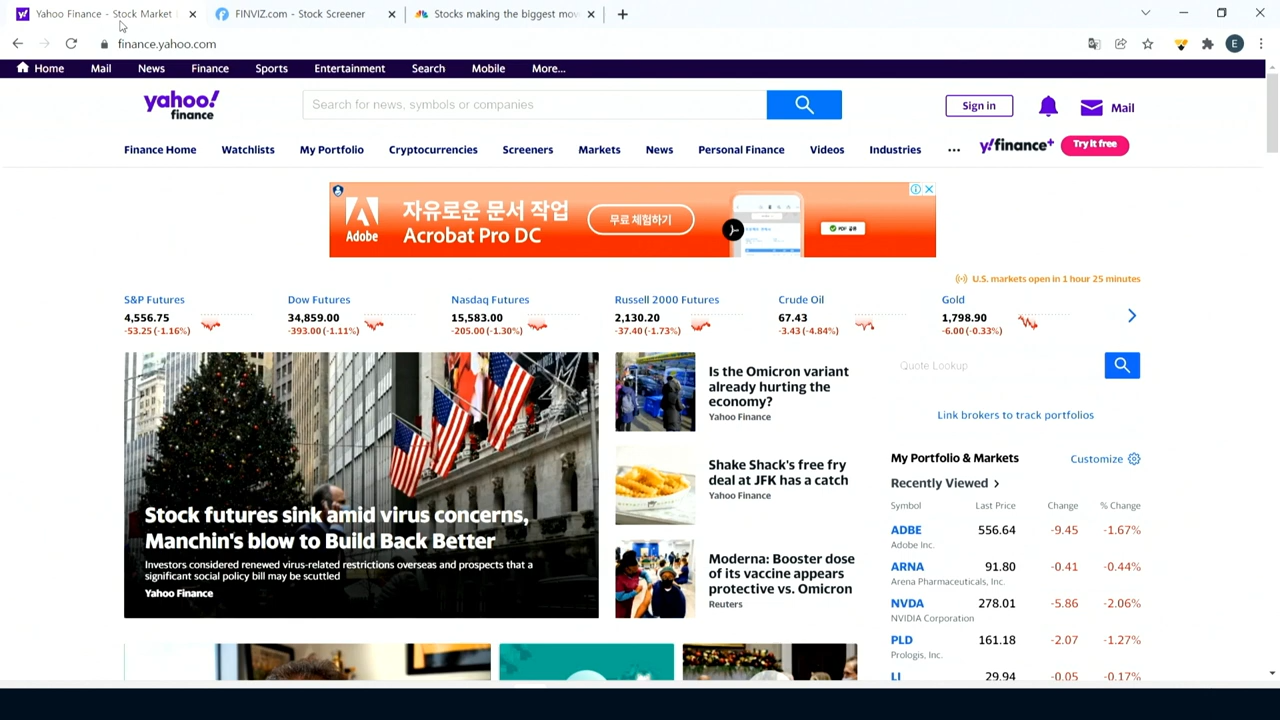 Yahoo Finance - Stock Market
FINVIZ.com - Stock Screener
Stocks making the biggest mov
finance.yahoo.com
E
Home Mail News Finance Sports Entertainment Search Mobile More...
yahoo!
finance
Search for news, symbols or companies
Sign in
Mail
Finance Home Watchlists My Portfolio Cryptocurrencies Screeners Markets News Personal Finance Videos Industries ...
y!finance+
Try it free
Adobe
자유로운 문서 작업
Acrobat Pro DC
무료 체험하기
PDF 공유
U.S. markets open in 1 hour 25 minutes
S&P Futures
4,556.75
-53.25 (-1.16%)
Dow Futures
34,859.00
-393.00 (-1.11%)
Nasdaq Futures
15,583.00
-205.00 (-1.30%)
Russell 2000 Futures
2,130.20
-37.40 (-1.73%)
Crude Oil
67.43
-3.43 (-4.84%)
Gold
1,798.90
-6.00 (-0.33%)
Stock futures sink amid virus concerns,
Manchin's blow to Build Back Better
Investors considered renewed virus-related restrictions overseas and prospects that a
significant social policy bill may be scuttled
Yahoo Finance
Is the Omicron variant
already hurting the
economy?
Yahoo Finance
Shake Shack's free fry
deal at JFK has a catch
Yahoo Finance
Moderna: Booster dose
of its vaccine appears
protective vs. Omicron
Reuters
Quote Lookup
Link brokers to track portfolios
My Portfolio & Markets
Customize
Recently Viewed >
Symbol Last Price Change % Change
ADBE 556.64 -9.45 -1.67%
Adobe Inc.
ARNA 91.80 -0.41 -0.44%
Arena Pharmaceuticals, Inc.
NVDA 278.01 -5.86 -2.06%
NVIDIA Corporation
PLD 161.18 -2.07 -1.27%
Prologis, Inc.
LI 29.94 -0.05 -0.17%